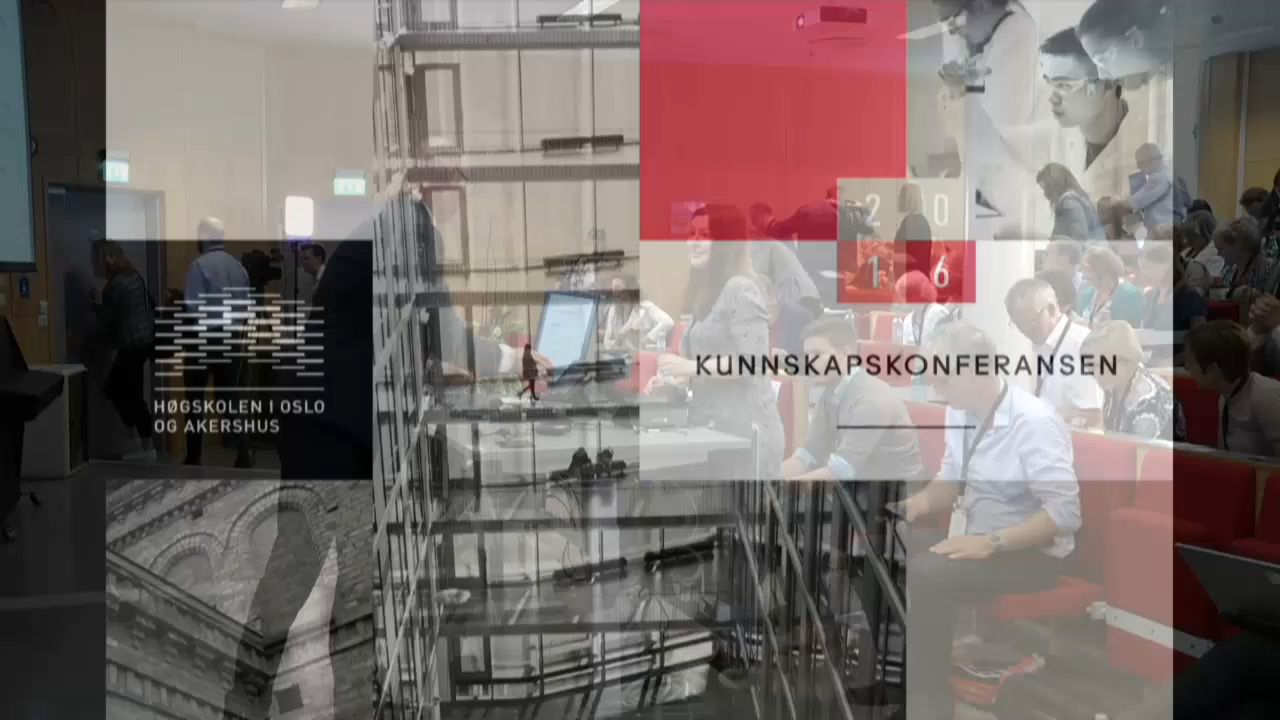 HØGSKOLEN I OSLO
OG AKERSHUS
2 0
1 6
KUNNSKAPSKONFERANSEN